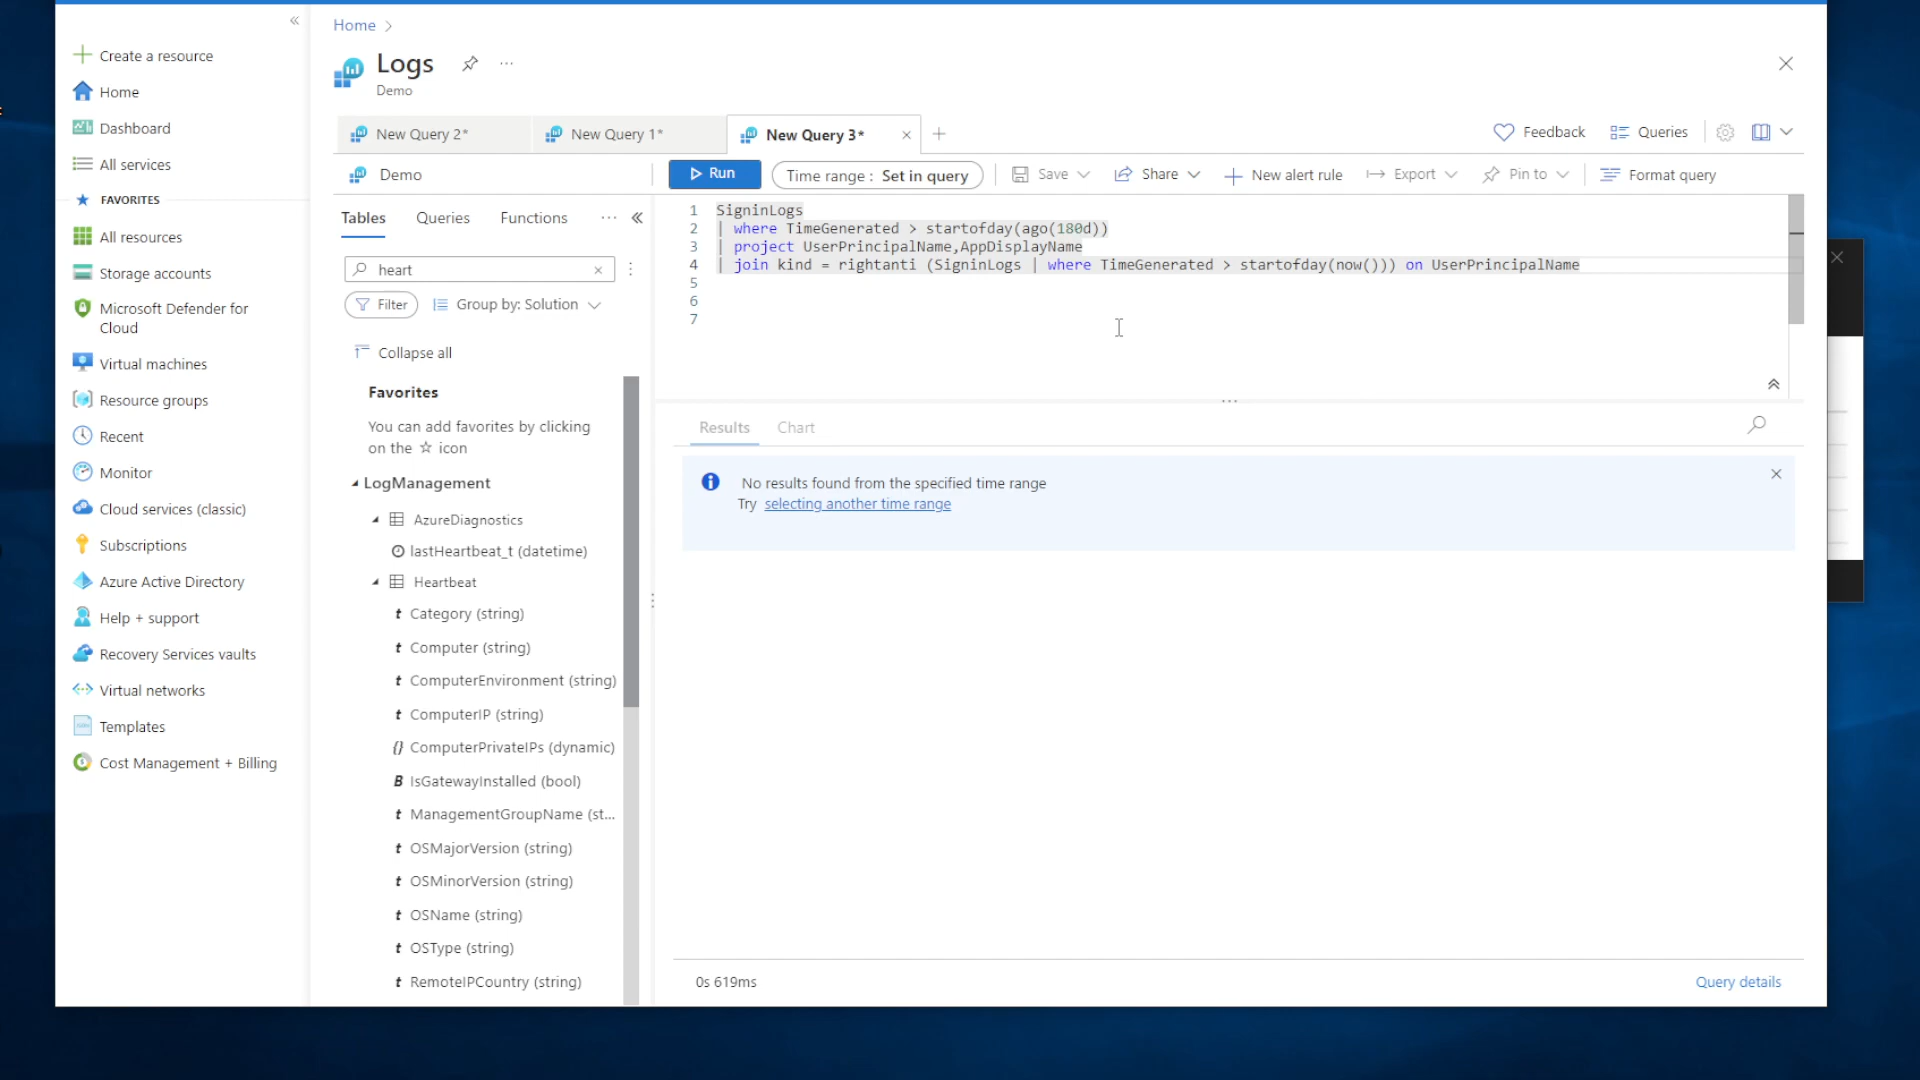 Create a resource
Home
Dashboard
All services
FAVORITES
All resources
Storage accounts
Microsoft Defender for
Cloud
Virtual machines
Resource groups
Recent
Monitor
Cloud services (classic)
Subscriptions
Azure Active Directory
Help + support
Recovery Services vaults
Virtual networks
Templates
Cost Management + Billing
Home >
Logs
Demo
New Query 2*
New Query 1*
New Query 3*
Feedback
Queries
Demo
Run
Time range : Set in query
Save
Share
New alert rule
Export
Pin to
Format query
Tables
Queries
Functions
heart
Filter
Group by: Solution
Collapse all
Favorites
You can add favorites by clicking
on the ☆ icon
LogManagement
AzureDiagnostics
lastHeartbeat_t (datetime)
Heartbeat
t Category (string)
t Computer (string)
t ComputerEnvironment (string)
t ComputerIP (string)
{} ComputerPrivateIPs (dynamic)
B IsGatewayInstalled (bool)
t ManagementGroupName (st...
t OSMajorVersion (string)
t OSMinorVersion (string)
t OSName (string)
t OSType (string)
t RemoteIPCountry (string)
1 SigninLogs
2 | where TimeGenerated > startofday(ago(180d))
3 | project UserPrincipalName,AppDisplayName
4 | join kind = rightanti (SigninLogs | where TimeGenerated > startofday(now())) on UserPrincipalName
5
6
7
Results
Chart
No results found from the specified time range
Try selecting another time range
0s 619ms
Query details